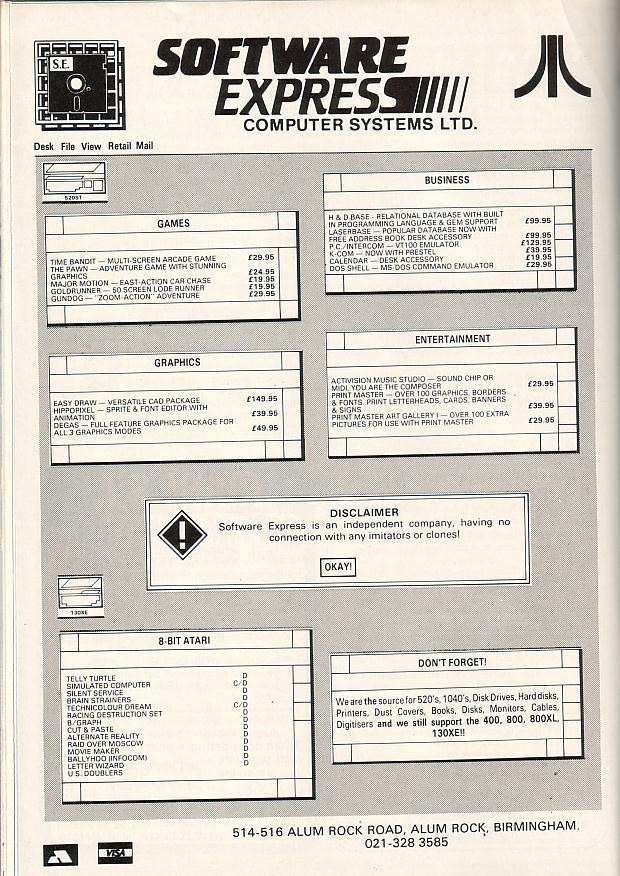 S.E.
SOFTWARE
EXPRESS
COMPUTER SYSTEMS LTD.
Desk File View Retail Mail
520ST
GAMES
TIME BANDIT — MULTI-SCREEN ARCADE GAME £29.95
THE PAWN — ADVENTURE GAME WITH STUNNING
GRAPHICS £24.95
MAJOR MOTION — EAST-ACTION CAR CHASE £19.95
GOLDRUNNER — 50 SCREEN LODE RUNNER £19.95
GUNDOG — "ZOOM-ACTION" ADVENTURE £29.95
BUSINESS
H & D BASE - RELATIONAL DATABASE WITH BUILT
IN PROGRAMMING LANGUAGE & GEM SUPPORT £99.95
LASERBASE — POPULAR DATABASE NOW WITH
FREE ADDRESS BOOK DESK ACCESSORY £99.95
P.C./INTERCOM — VT100 EMULATOR £129.95
K-COM — NOW WITH PRESTEL £39.95
CALENDAR — DESK ACCESSORY £19.95
DOS SHELL — MS-DOS COMMAND EMULATOR £29.95
GRAPHICS
EASY DRAW — VERSATILE CAD PACKAGE £149.95
HIPPOPIXEL — SPRITE & FONT EDITOR WITH
ANIMATION £39.95
DEGAS — FULL FEATURE GRAPHICS PACKAGE FOR
ALL 3 GRAPHICS MODES £49.95
ENTERTAINMENT
ACTIVISION MUSIC STUDIO — SOUND CHIP OR
MIDI, YOU ARE THE COMPOSER £29.95
PRINT MASTER — OVER 100 GRAPHICS, BORDERS
& FONTS. PRINT LETTERHEADS, CARDS, BANNERS
& SIGNS £39.95
PRINT MASTER ART GALLERY I — OVER 100 EXTRA
PICTURES FOR USE WITH PRINT MASTER £29.95
DISCLAIMER
Software Express is an independent company, having no
connection with any imitators or clones!
OKAY!
130XE
8-BIT ATARI
TELLY TURTLE D
SIMULATED COMPUTER C/D
SILENT SERVICE D
BRAIN STRAINERS D
TECHNICOLOUR DREAM C/D
RACING DESTRUCTION SET D
B/GRAPH D
CUT & PASTE D
ALTERNATE REALITY D
RAID OVER MOSCOW D
MOVIE MAKER D
BALLYHOO (INFOCOM) D
LETTER WIZARD D
U.S. DOUBLERS
DON'T FORGET!
We are the source for 520's, 1040's, Disk Drives, Hard disks,
Printers, Dust Covers, Books, Disks, Monitors, Cables,
Digitisers and we still support the 400, 800, 800XL,
130XE!!
514-516 ALUM ROCK ROAD, ALUM ROCK, BIRMINGHAM.
021-328 3585
VISA